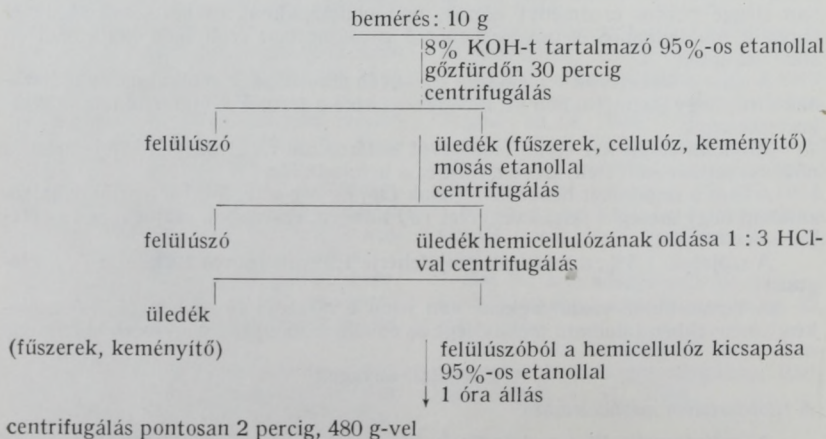 bemérés: 10 g
8% KOH-t tartalmazó 95%-os etanollal
gőzfürdőn 30 percig
centrifugálás
felülúszó
üledék (fűszerek, cellulóz, keményítő)
mosás etanollal
centrifugálás
felülúszó
üledék hemicellulózának oldása 1 : 3 HCl-
val centrifugálás
üledék
(fűszerek, keményítő)
felülúszóból a hemicellulóz kicsapása
95%-os etanollal
1 óra állás
centrifugálás pontosan 2 percig, 480 g-vel